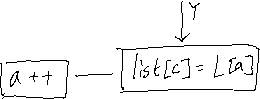 Y
a ++
list[c] = L[a]